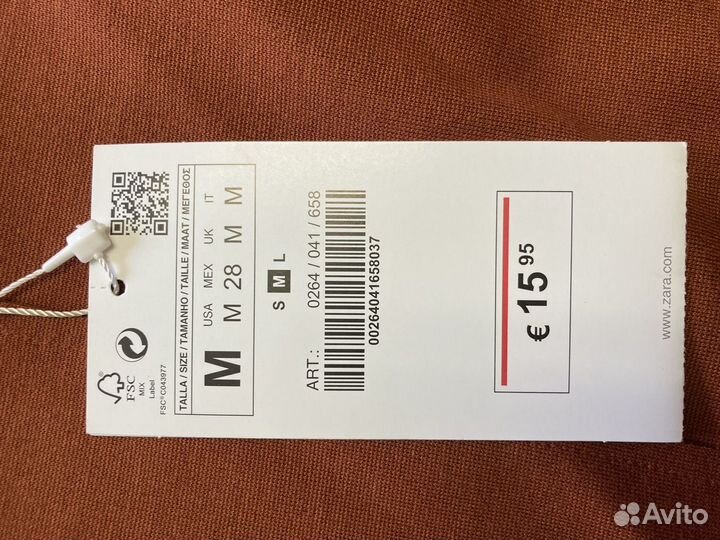 FSC
MIX
Label
FSC® C043977
TALLA / SIZE / TAMANHO / TAILLE / MAAT / ΜΕΓΕΘΟΣ
M
USA MEX UK IT
M 28 M M
S M L
ART.: 0264 / 041 / 658
00264041658037
€ 15 95
www.zara.com
Avito